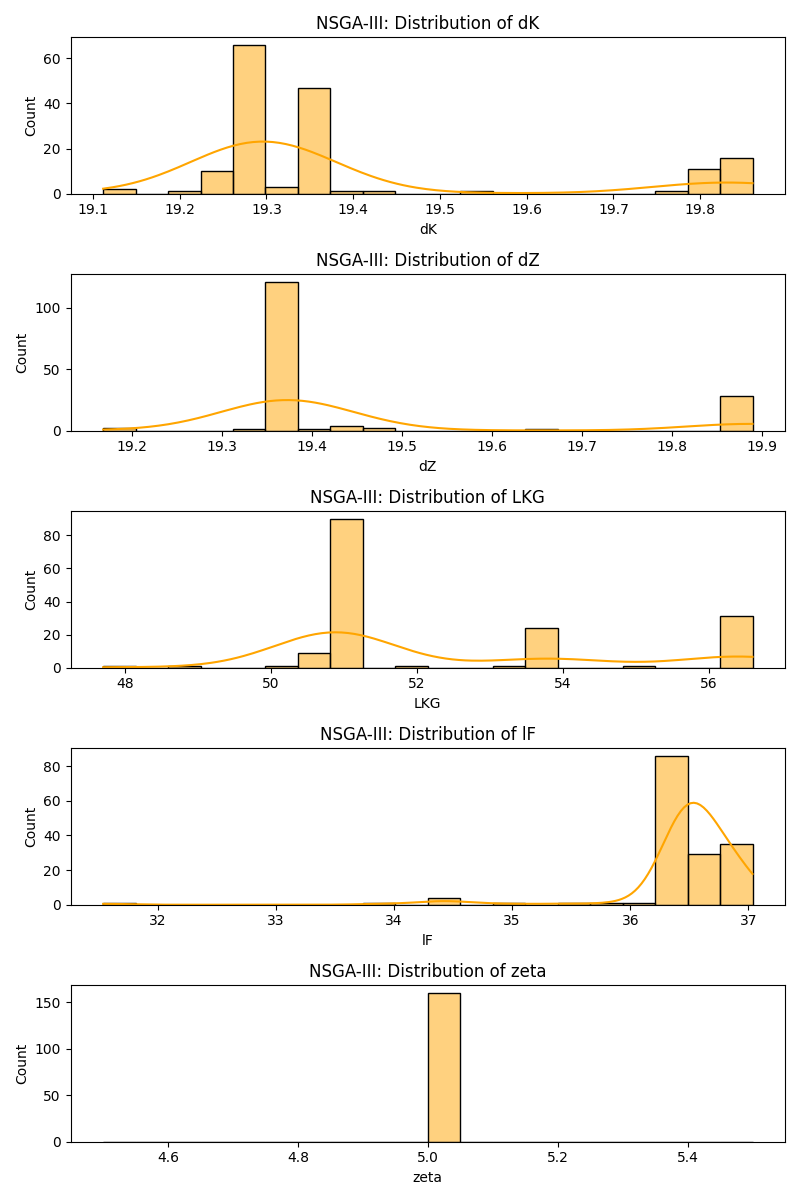 NSGA-III: Distribution of dK
60
40
20
0
Count
19.1 19.2 19.3 19.4 19.5 19.6 19.7 19.8
dK
NSGA-III: Distribution of dZ
100
50
0
Count
19.2 19.3 19.4 19.5 19.6 19.7 19.8 19.9
dZ
NSGA-III: Distribution of LKG
80
60
40
20
0
Count
48 50 52 54 56
LKG
NSGA-III: Distribution of lF
80
60
40
20
0
Count
32 33 34 35 36 37
lF
NSGA-III: Distribution of zeta
150
100
50
0
Count
4.6 4.8 5.0 5.2 5.4
zeta